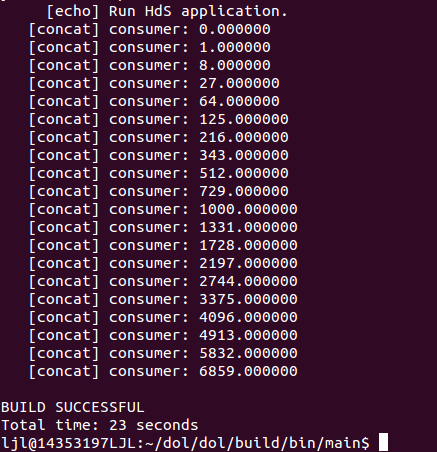 [echo] Run HdS application.
[concat] consumer: 0.000000
[concat] consumer: 1.000000
[concat] consumer: 8.000000
[concat] consumer: 27.000000
[concat] consumer: 64.000000
[concat] consumer: 125.000000
[concat] consumer: 216.000000
[concat] consumer: 343.000000
[concat] consumer: 512.000000
[concat] consumer: 729.000000
[concat] consumer: 1000.000000
[concat] consumer: 1331.000000
[concat] consumer: 1728.000000
[concat] consumer: 2197.000000
[concat] consumer: 2744.000000
[concat] consumer: 3375.000000
[concat] consumer: 4096.000000
[concat] consumer: 4913.000000
[concat] consumer: 5832.000000
[concat] consumer: 6859.000000
BUILD SUCCESSFUL
Total time: 23 seconds
ljl@14353197LJL:~/dol/dol/build/bin/main$